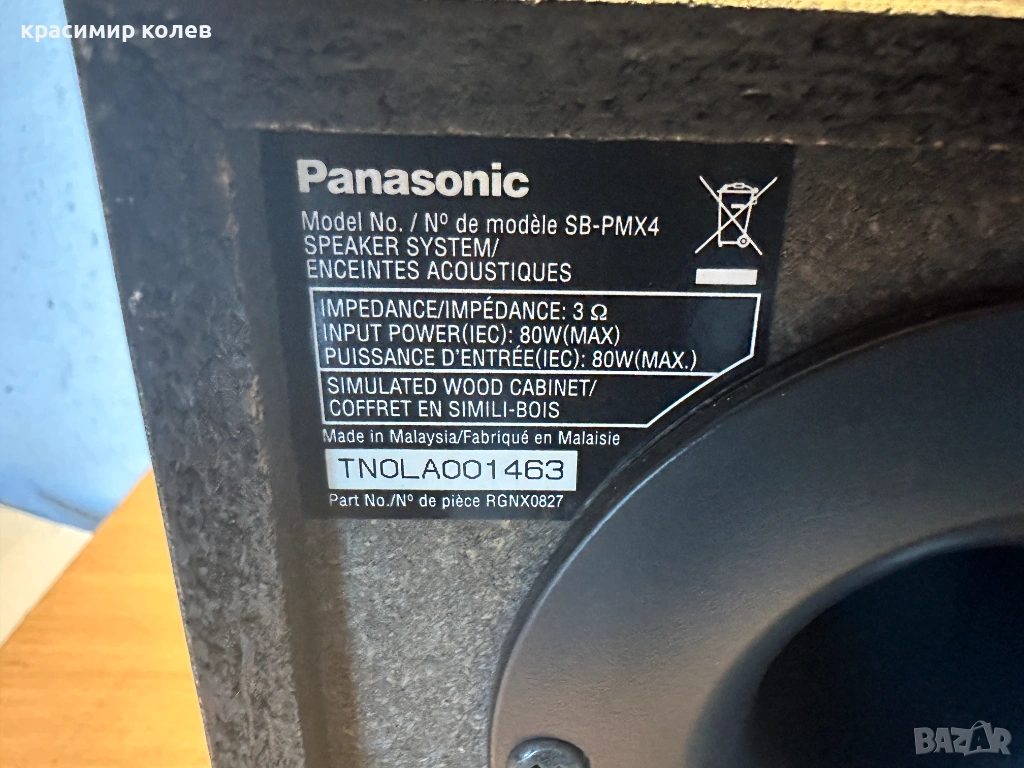 красимир колев
Panasonic
Model No. / Nº de modèle SB-PMX4
SPEAKER SYSTEM/
ENCEINTES ACOUSTIQUES
IMPEDANCE/IMPÉDANCE: 3 Ω
INPUT POWER(IEC): 80W(MAX)
PUISSANCE D'ENTRÉE(IEC): 80W(MAX.)
SIMULATED WOOD CABINET/
COFFRET EN SIMILI-BOIS
Made in Malaysia/Fabriqué en Malaisie
TN0LA001463
Part No./Nº de pièce RGNX0827
BAZAR